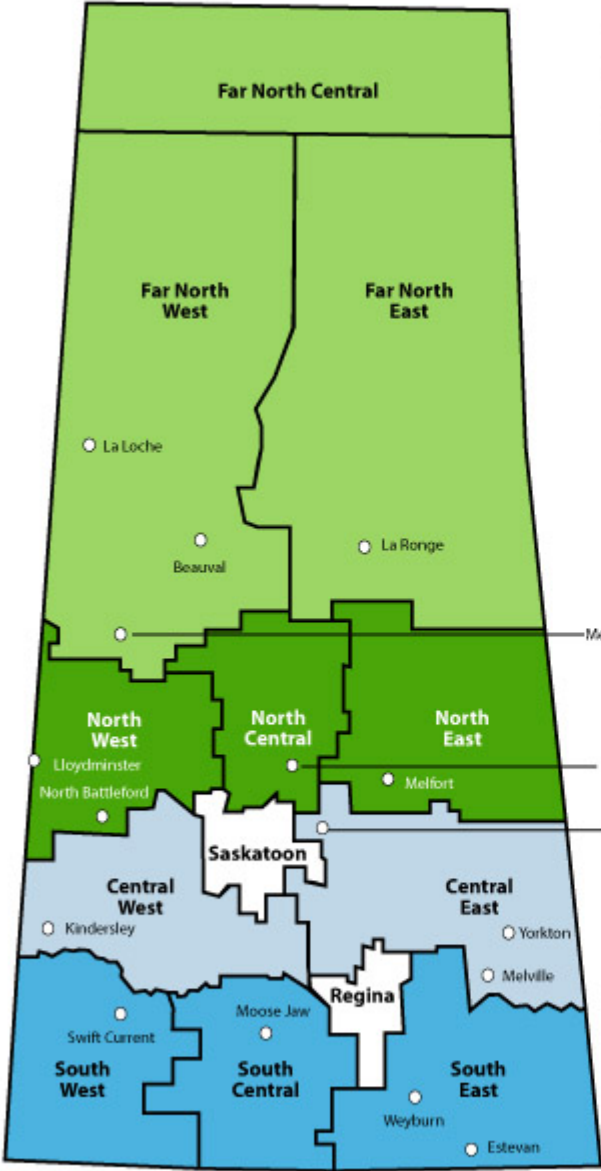 Far North Central
Far North
West
Far North
East
La Loche
Beauval
La Ronge
North
West
North
Central
North
East
Lloydminster
Melfort
North Battleford
Saskatoon
Central
West
Central
East
Kindersley
Yorkton
Melville
Regina
Moose Jaw
Swift Current
South
West
South
Central
South
East
Weyburn
Estevan